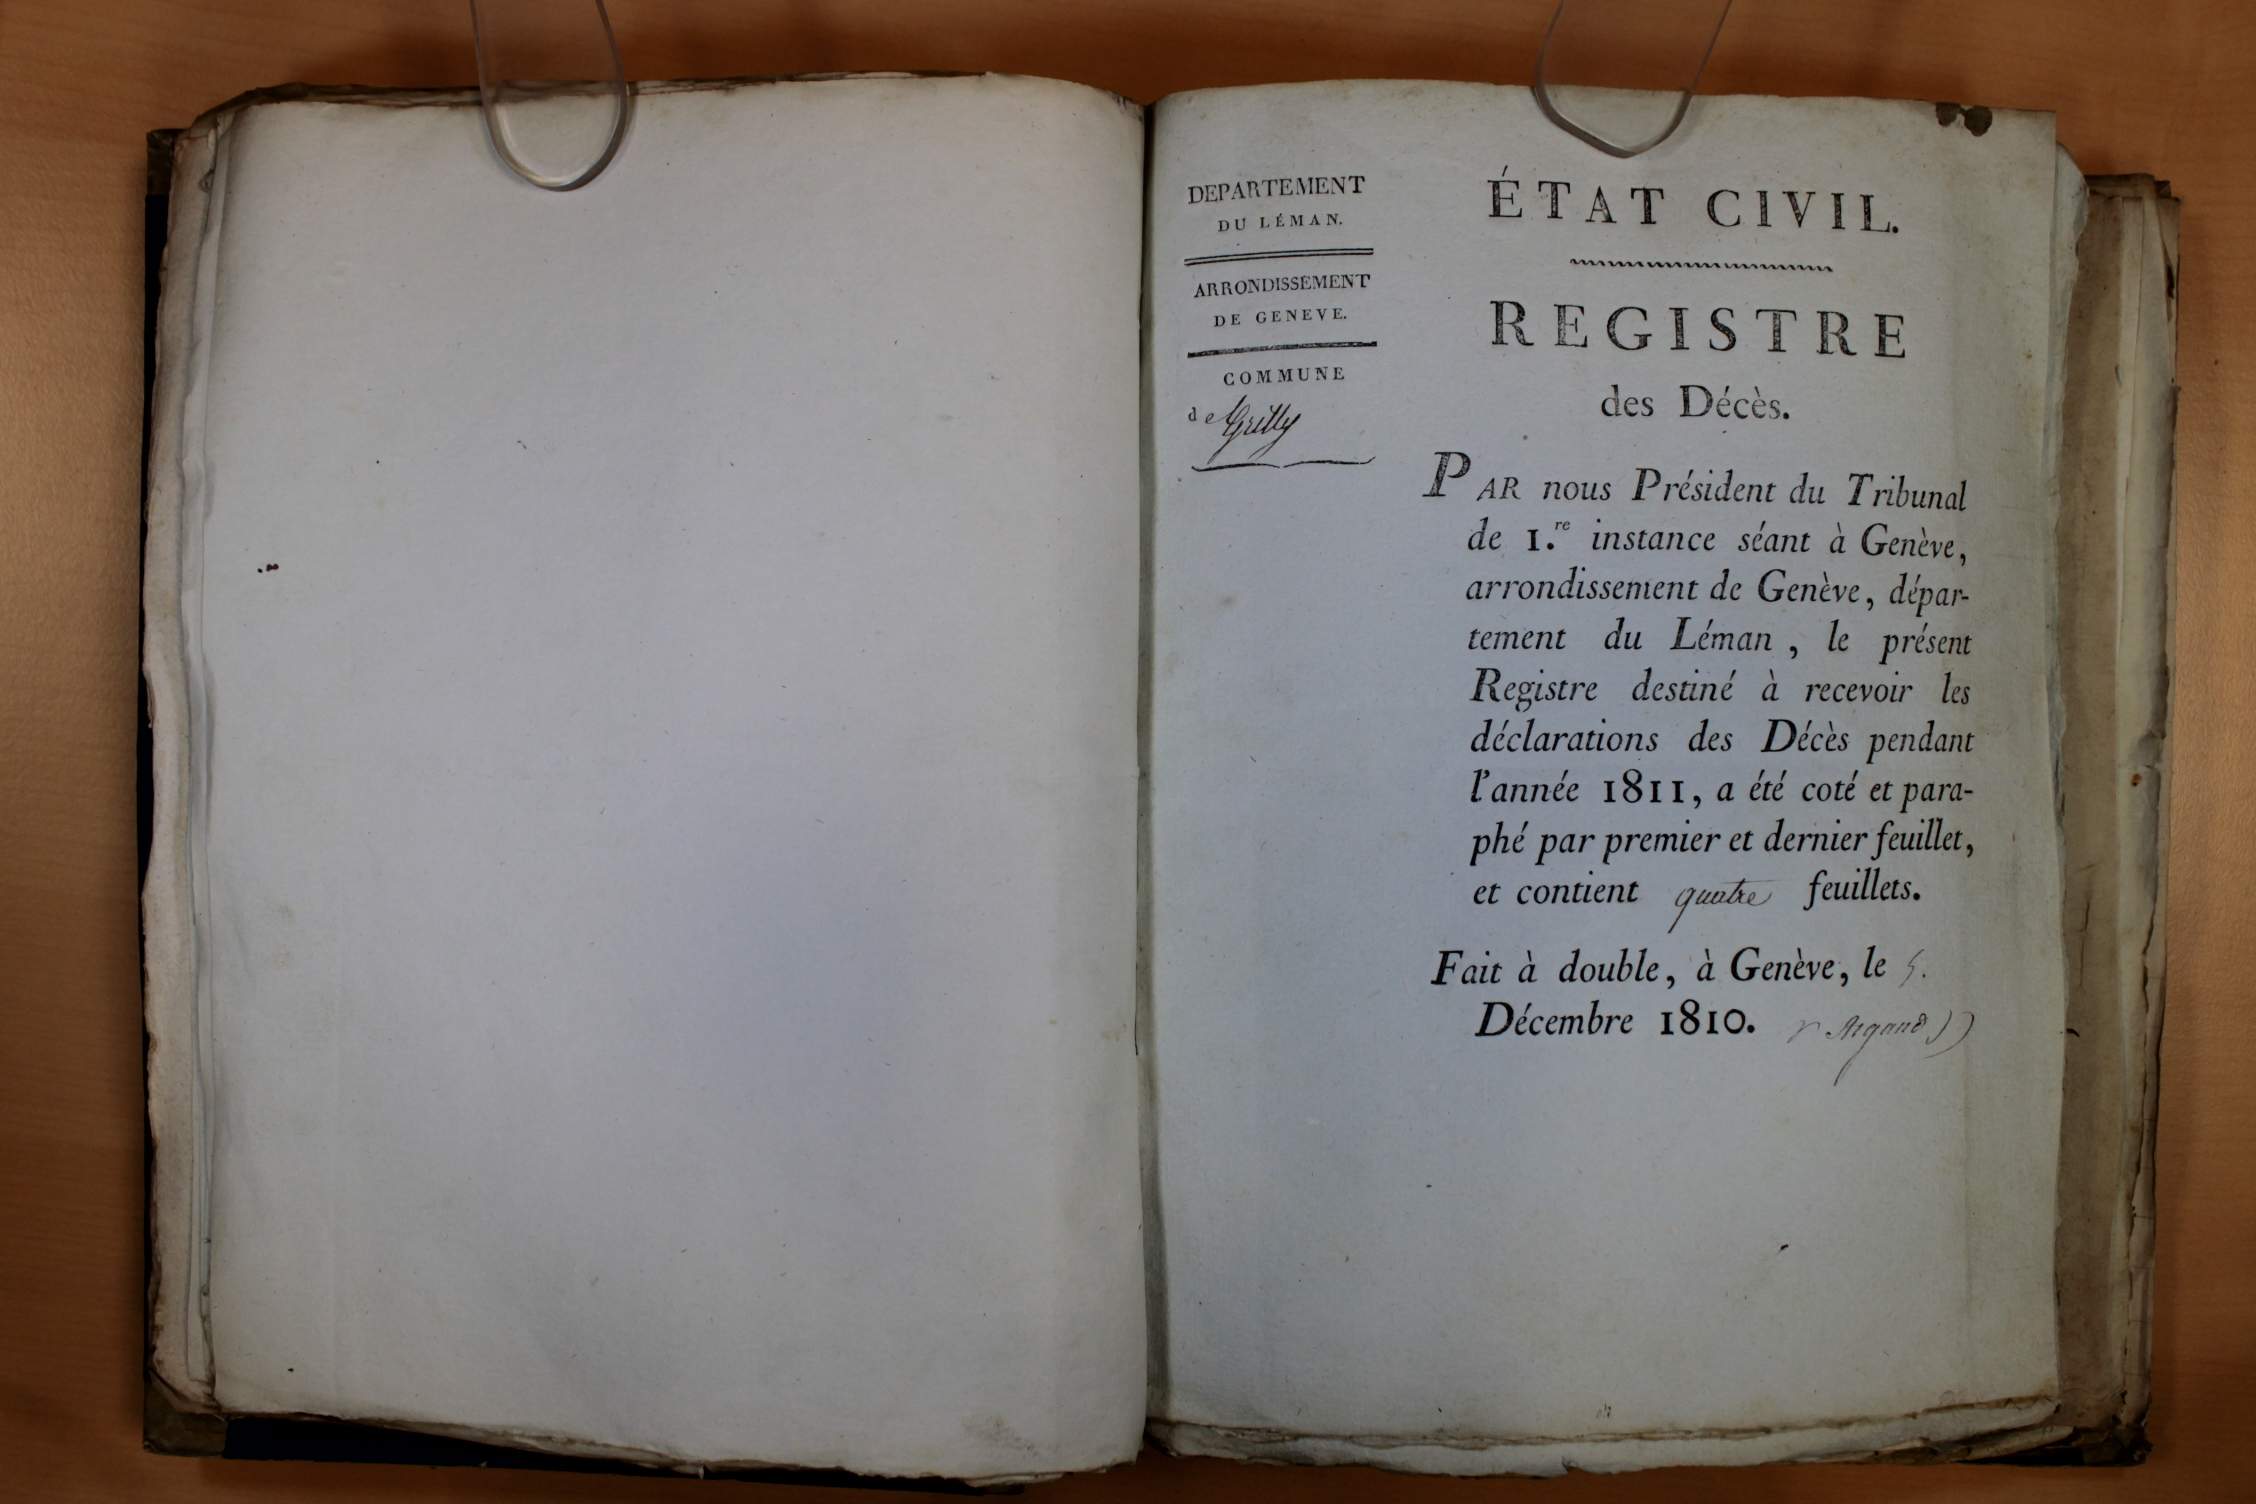 DEPARTEMENT
DU LÉMAN.
ARRONDISSEMENT
DE GENEVE.
COMMUNE
de Grilly
ÉTAT CIVIL.
REGISTRE
des Décès.
PAR nous Président du Tribunal
de 1.re instance séant à Genève,
arrondissement de Genève, dépar-
tement du Léman, le présent
Registre destiné à recevoir les
déclarations des Décès pendant
l'année 1811, a été coté et para-
phé par premier et dernier feuillet,
et contient quatre feuillets.
Fait à double, à Genève, le 5.
Décembre 1810. Argand